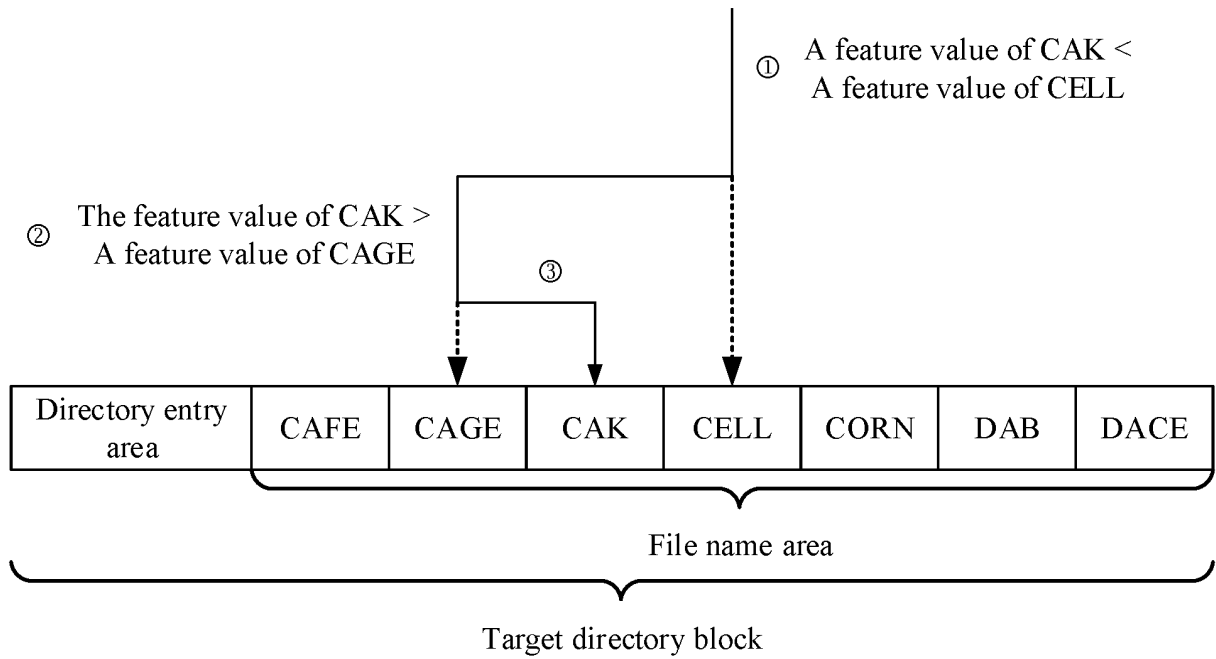 ① A feature value of CAK <
A feature value of CELL
② The feature value of CAK >
A feature value of CAGE
③
Directory entry
area
CAFE CAGE CAK CELL CORN DAB DACE
File name area
Target directory block